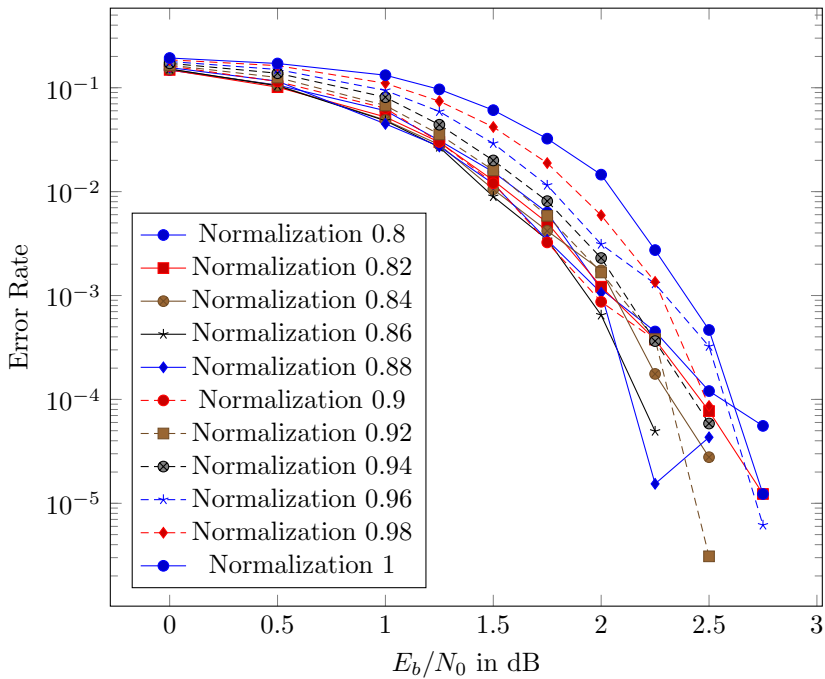 10^{-1}
10^{-2}
10^{-3}
10^{-4}
10^{-5}
Error Rate
Normalization 0.8
Normalization 0.82
Normalization 0.84
Normalization 0.86
Normalization 0.88
Normalization 0.9
Normalization 0.92
Normalization 0.94
Normalization 0.96
Normalization 0.98
Normalization 1
0 0.5 1 1.5 2 2.5 3
E_b/N_0 in dB